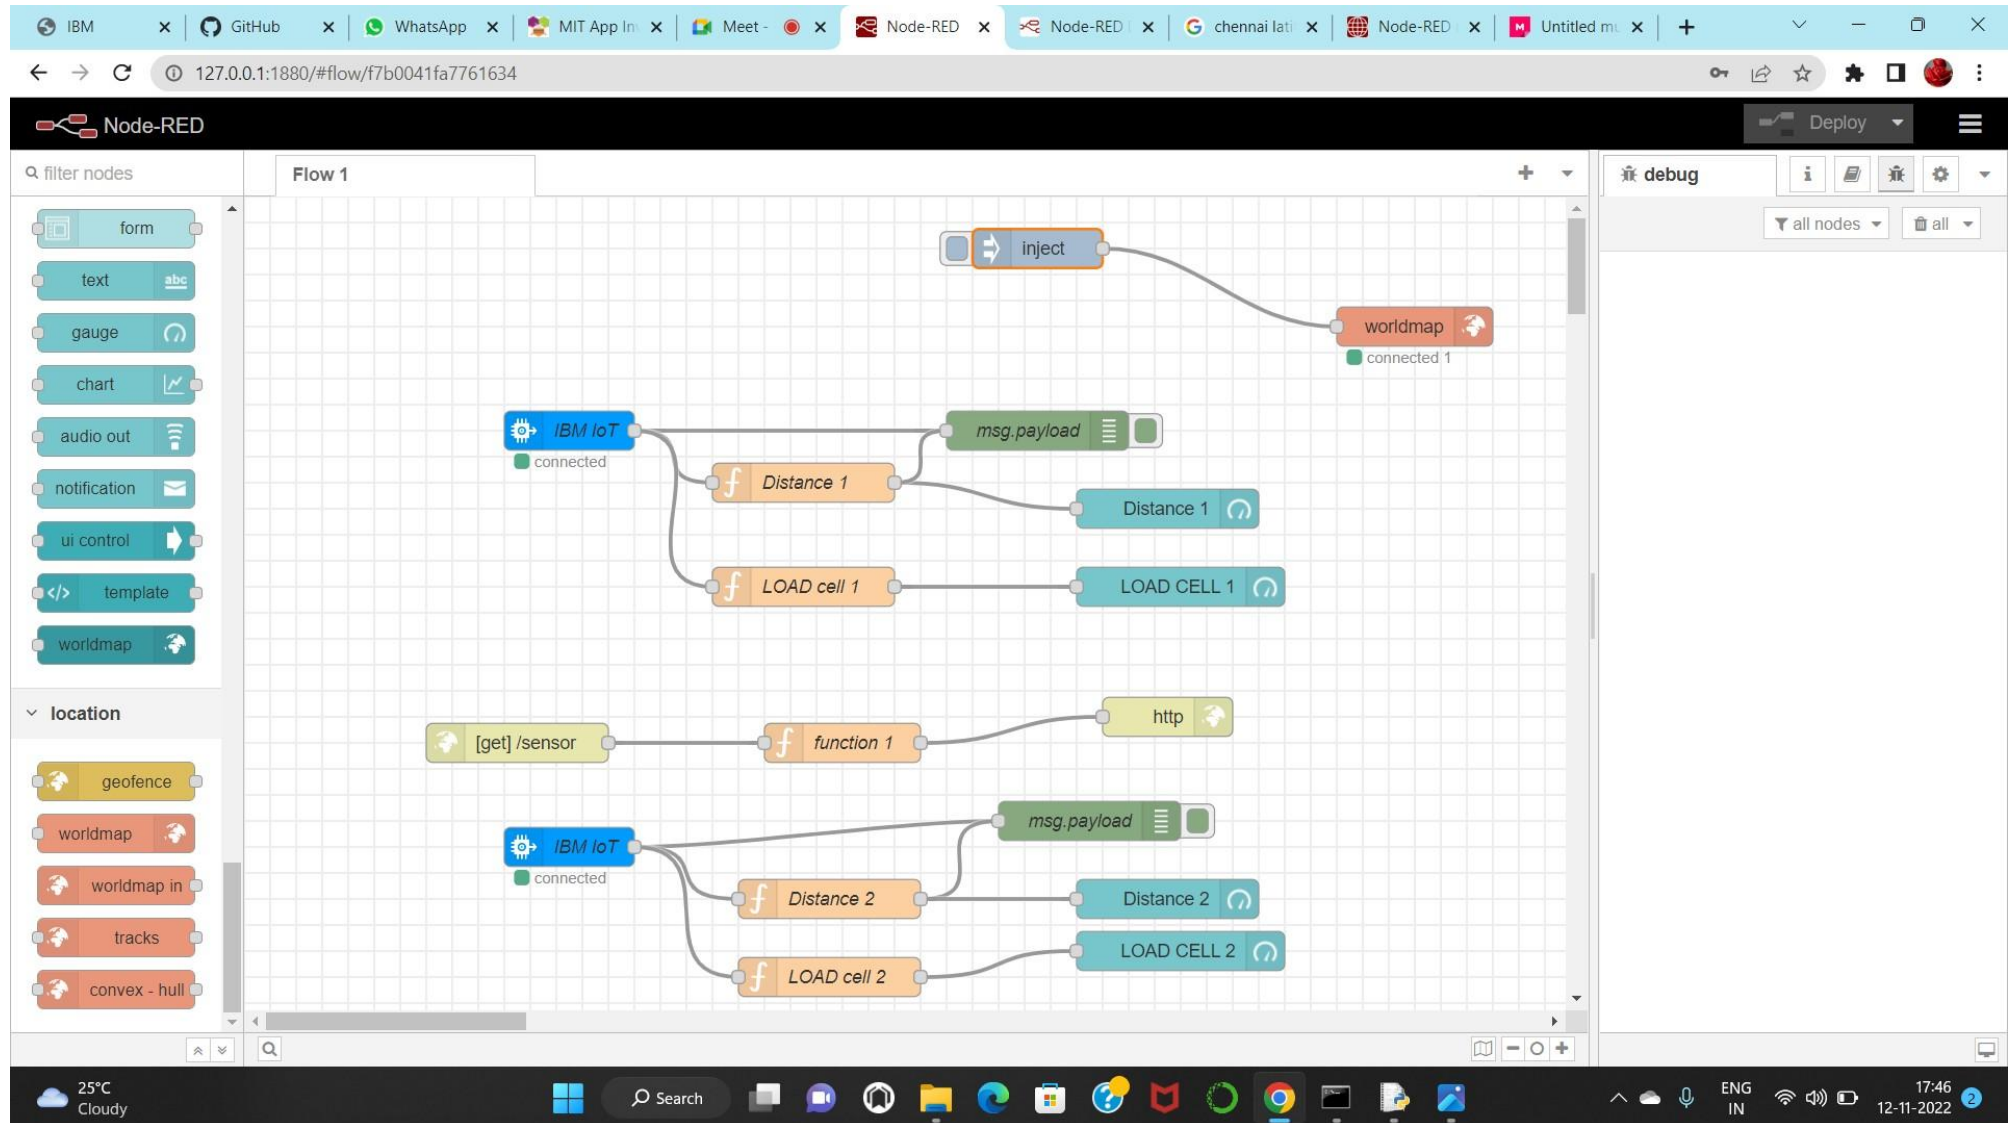 IBM
GitHub
WhatsApp
MIT App In
Meet -
Node-RED
Node-RED
chennai lati
Node-RED
Untitled mu
127.0.0.1:1880/#flow/f7b0041fa7761634
Node-RED
Deploy
filter nodes
Flow 1
debug
i
all nodes
all
form
text
abc
gauge
chart
audio out
notification
ui control
</> template
worldmap
location
geofence
worldmap
worldmap in
tracks
convex - hull
inject
worldmap
connected 1
IBM IoT
connected
msg.payload
f Distance 1
Distance 1
f LOAD cell 1
LOAD CELL 1
[get] /sensor
f function 1
http
msg.payload
IBM IoT
connected
f Distance 2
Distance 2
LOAD CELL 2
f LOAD cell 2
25°C
Cloudy
Search
ENG
IN
17:46
12-11-2022
2